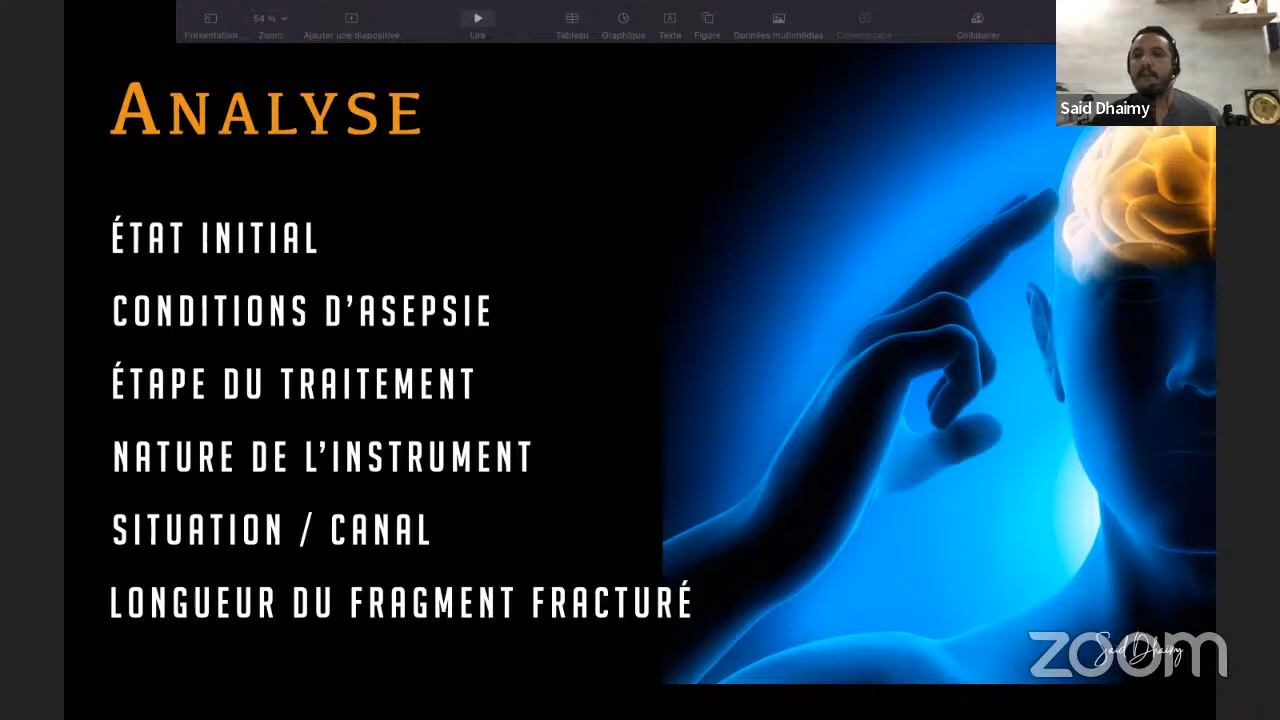 Présentation Zoom Ajouter une diapositive Lire Tableau Graphique Texte Figure Données multimédias Commentaire Collaborer
54 %
Said Dhaimy
ANALYSE
ÉTAT INITIAL
CONDITIONS D’ASEPSIE
ÉTAPE DU TRAITEMENT
NATURE DE L’INSTRUMENT
SITUATION / CANAL
LONGUEUR DU FRAGMENT FRACTURÉ
Said Dhaimy
zoom